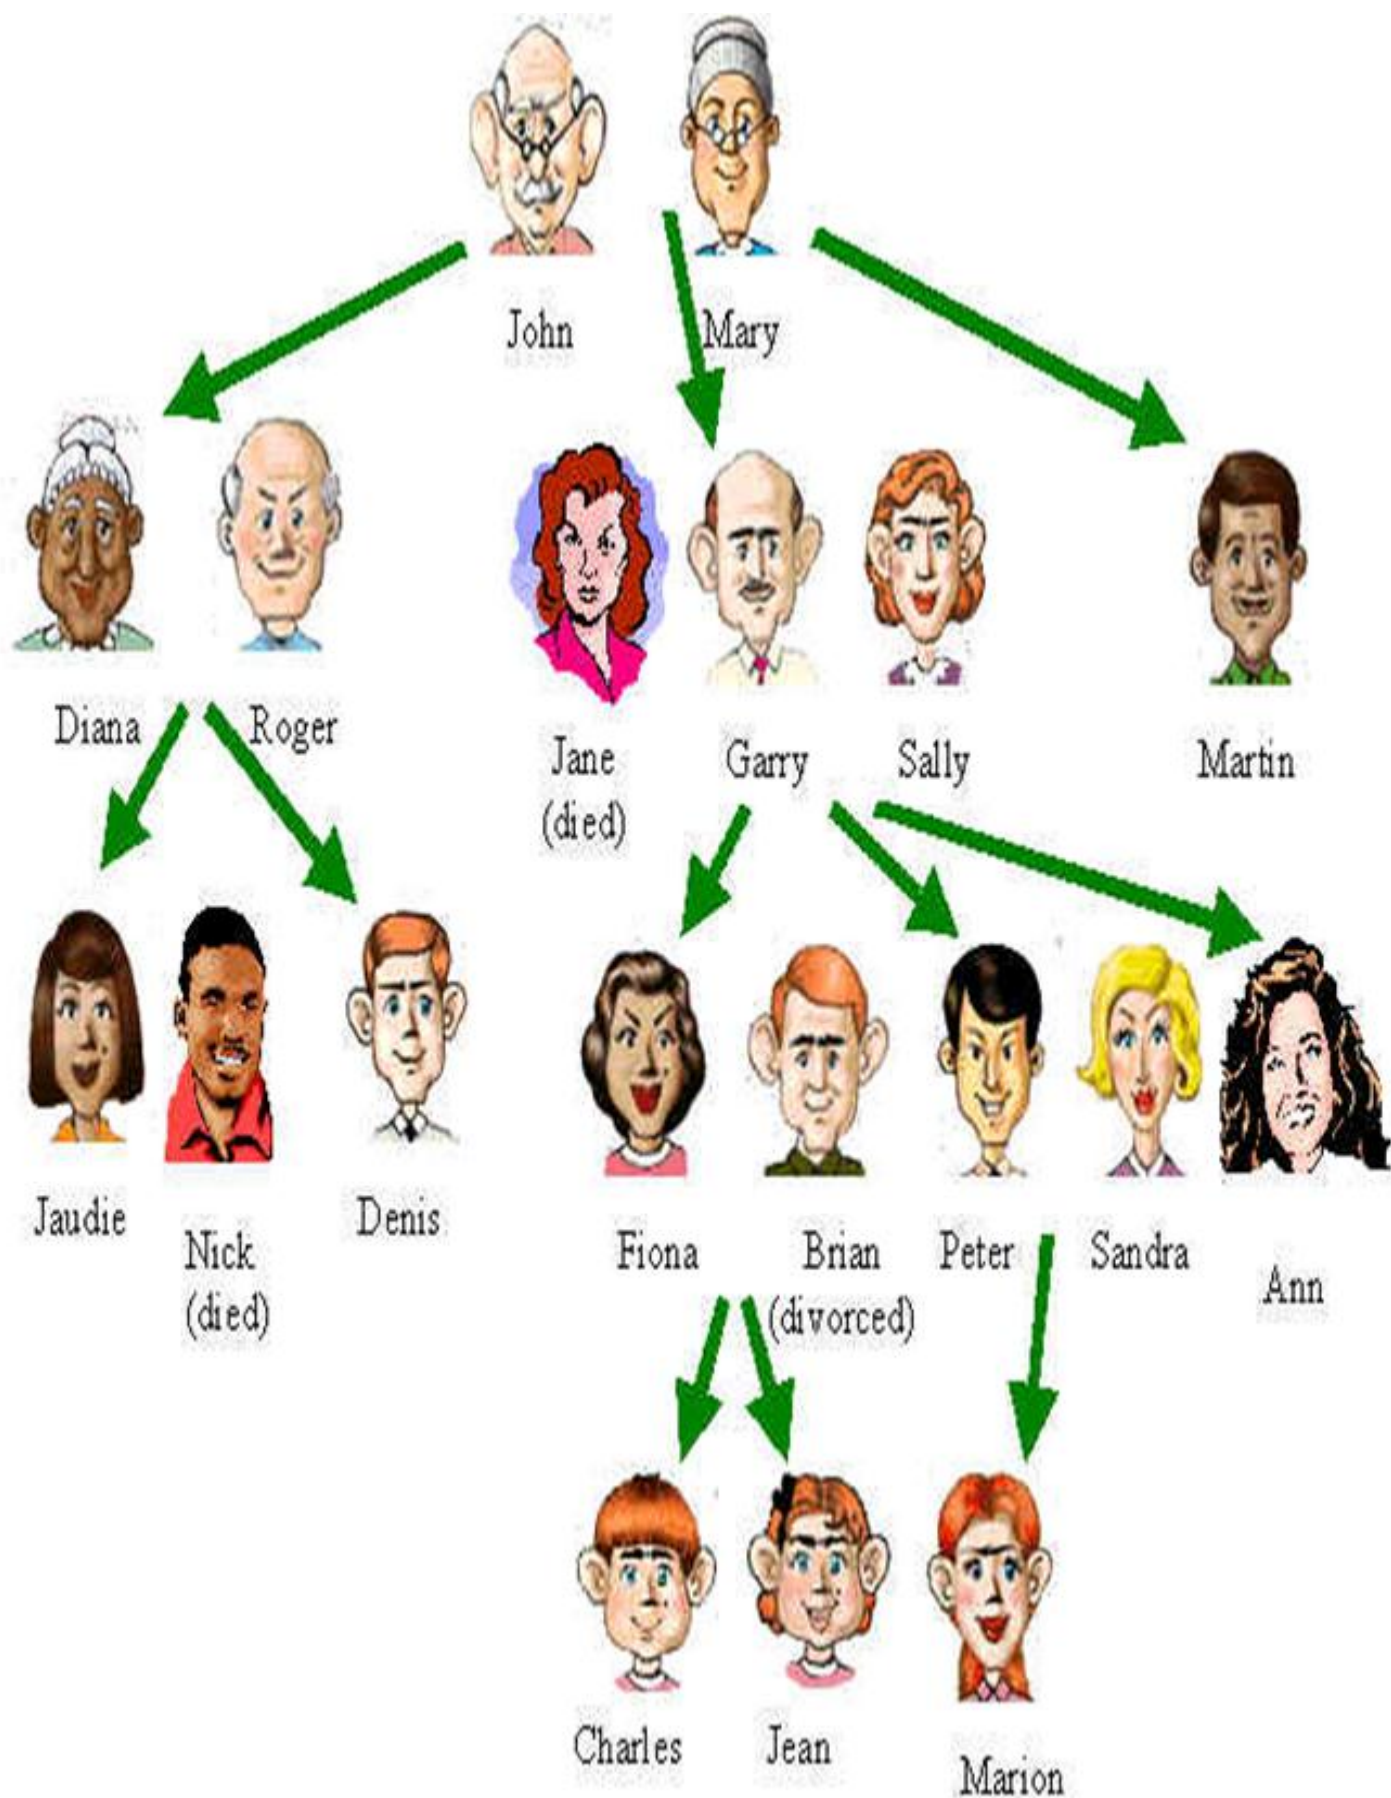 John
Mary
Diana
Roger
Jane
(died)
Garry
Sally
Martin
Jaudie
Nick
(died)
Denis
Fiona
Brian
(divorced)
Peter
Sandra
Ann
Charles
Jean
Marion